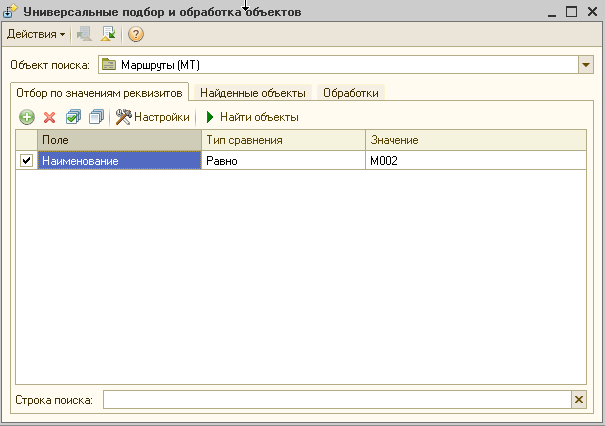 Универсальные подбор и обработка объектов
Действия
Объект поиска: Маршруты (МТ)
Отбор по значениям реквизитов Найденные объекты Обработки
Настройки Найти объекты
Поле Тип сравнения Значение
Наименование Равно М002
Строка поиска: